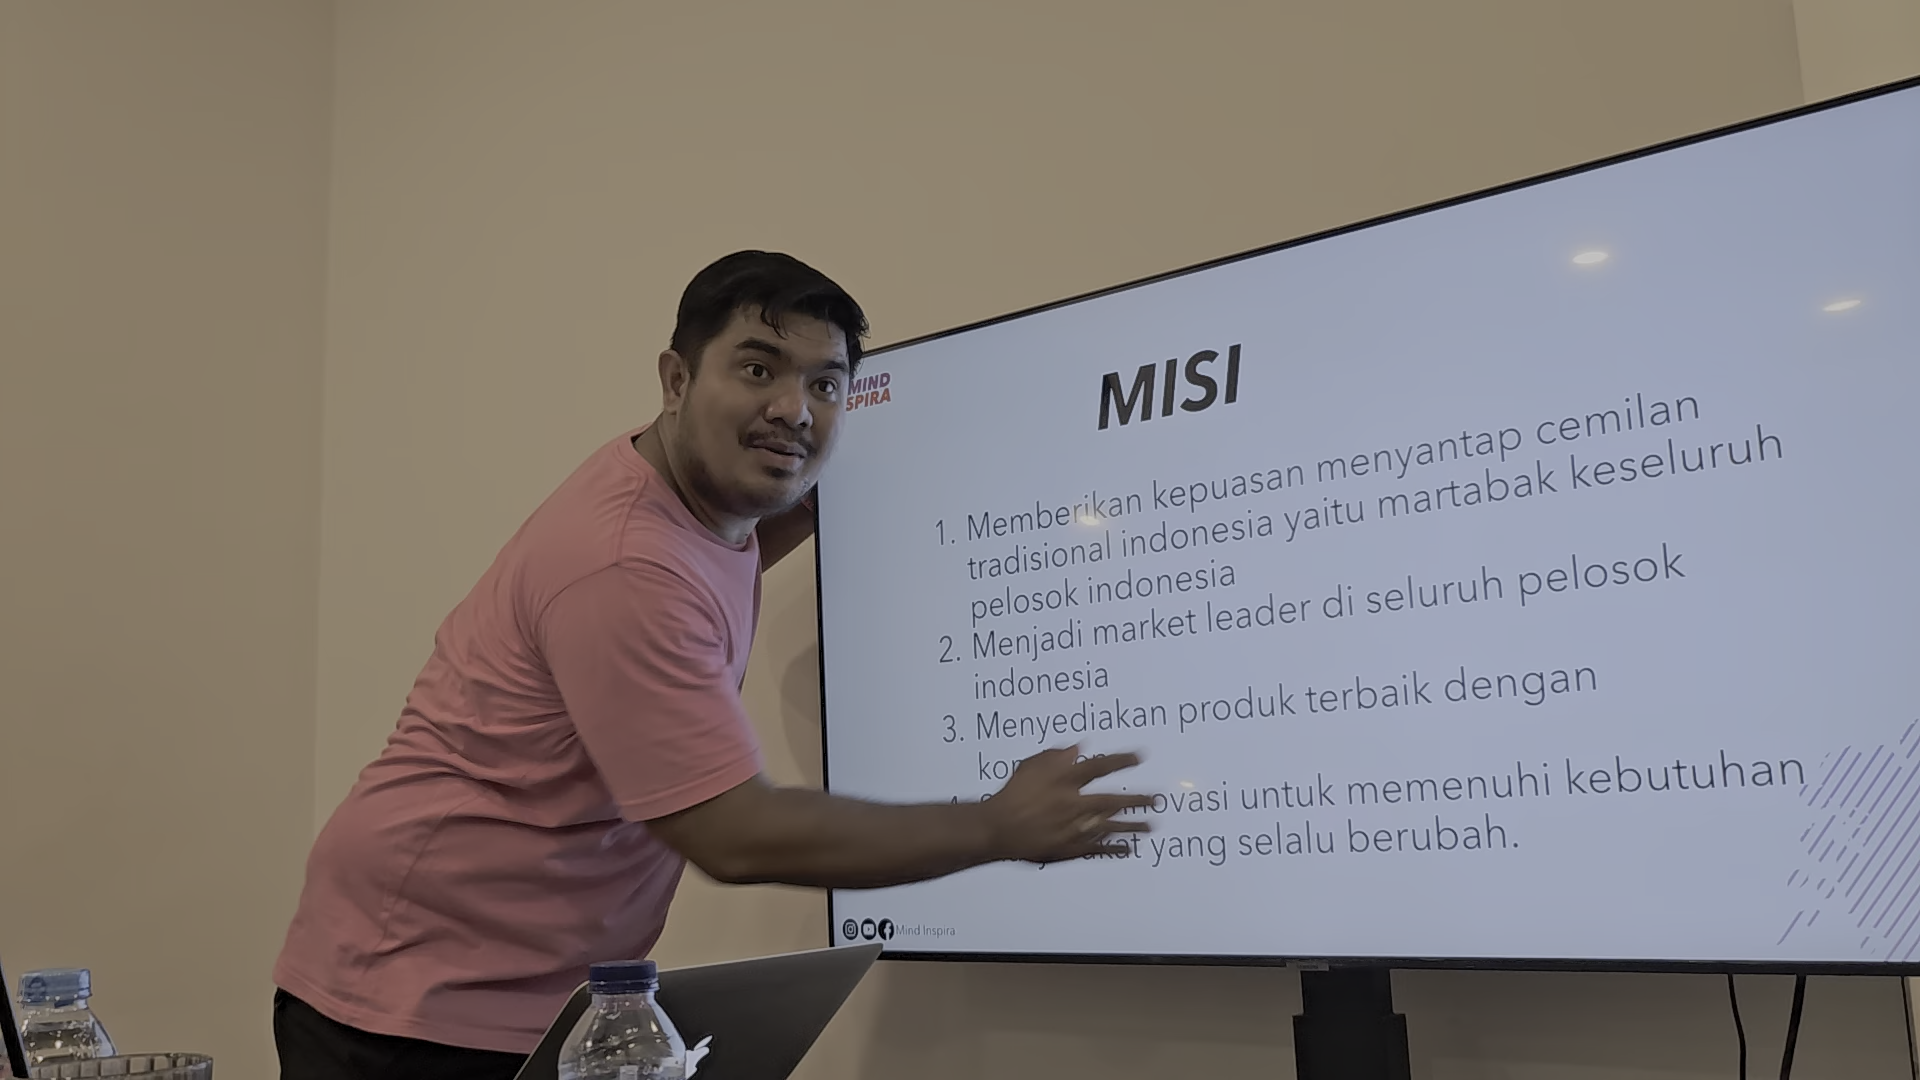 MIND
SPIRA
MISI
1. Memberikan kepuasan menyantap cemilan
tradisional indonesia yaitu martabak keseluruh
pelosok indonesia
2. Menjadi market leader di seluruh pelosok
indonesia
3. Menyediakan produk terbaik dengan
inovasi untuk memenuhi kebutuhan
yang selalu berubah.
Mind Inspira